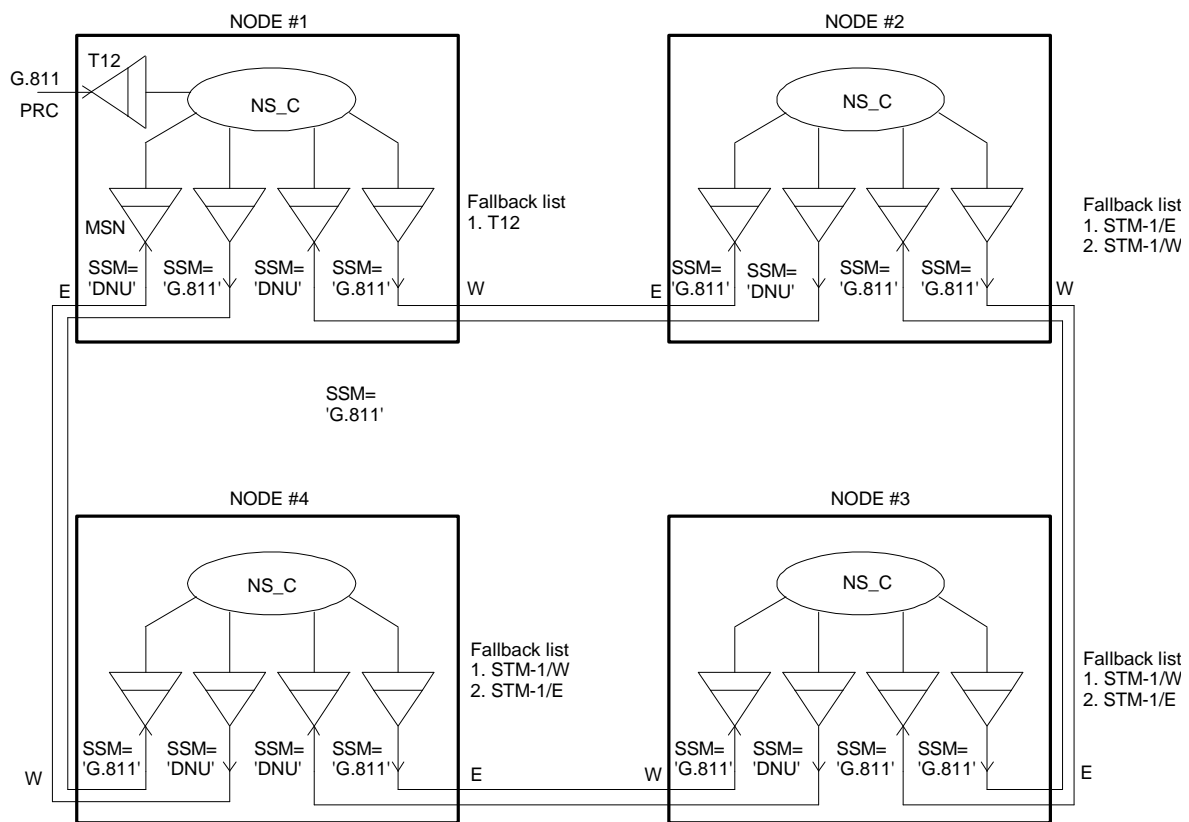 NODE #1
NODE #2
T12
G.811
PRC
NS_C
NS_C
Fallback list
1. T12
Fallback list
1. STM-1/E
2. STM-1/W
MSN
SSM=
'DNU'
SSM=
'G.811'
SSM=
'DNU'
SSM=
'G.811'
SSM=
'G.811'
SSM=
'DNU'
SSM=
'G.811'
SSM=
'G.811'
E
W
E
W
SSM=
'G.811'
NODE #4
NODE #3
NS_C
NS_C
Fallback list
1. STM-1/W
2. STM-1/E
Fallback list
1. STM-1/W
2. STM-1/E
SSM=
'G.811'
SSM=
'DNU'
SSM=
'DNU'
SSM=
'G.811'
SSM=
'G.811'
SSM=
'DNU'
SSM=
'G.811'
SSM=
'G.811'
W
E
W
E